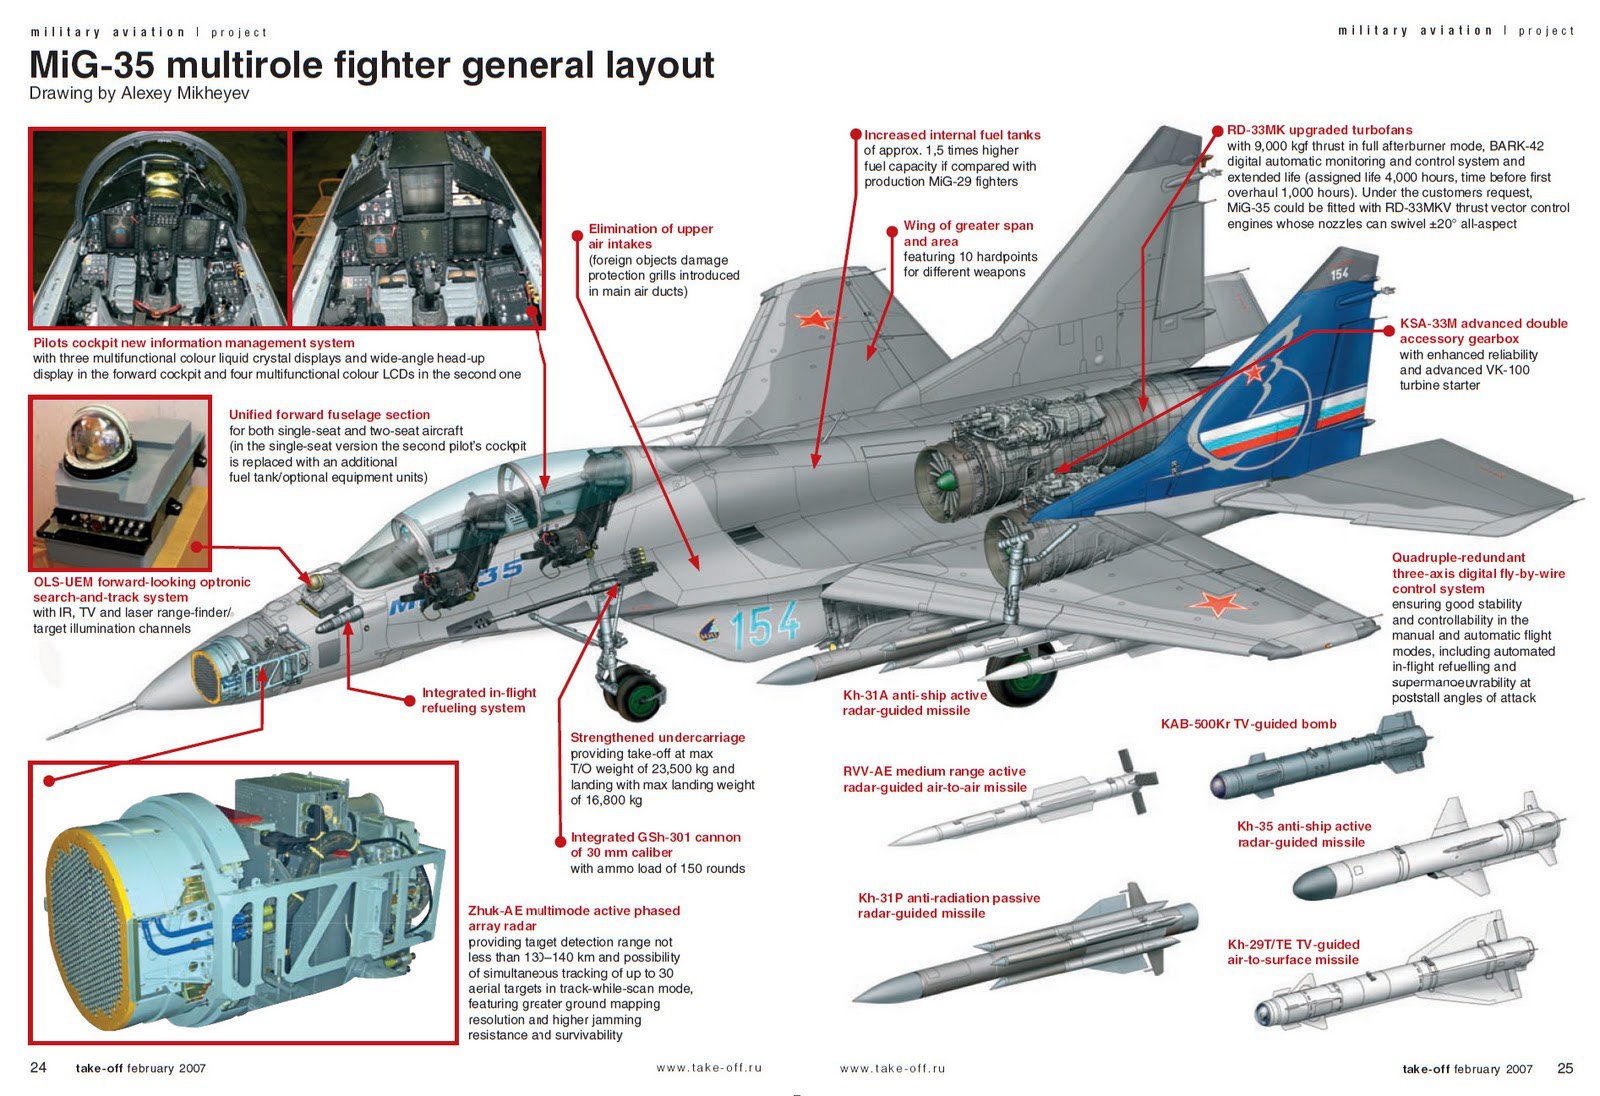 military aviation | project
military aviation | project
MiG-35 multirole fighter general layout
Drawing by Alexey Mikheyev
Pilots cockpit new information management system
with three multifunctional colour liquid crystal displays and wide-angle head-up
display in the forward cockpit and four multifunctional colour LCDs in the second one
Unified forward fuselage section
for both single-seat and two-seat aircraft
(in the single-seat version the second pilot's cockpit
is replaced with an additional
fuel tank/optional equipment units)
OLS-UEM forward-looking optronic
search-and-track system
with IR, TV and laser range-finder/
target illumination channels
Elimination of upper
air intakes
(foreign objects damage
protection grills introduced
in main air ducts)
Increased internal fuel tanks
of approx. 1,5 times higher
fuel capacity if compared with
production MiG-29 fighters
Wing of greater span
and area
featuring 10 hardpoints
for different weapons
RD-33MK upgraded turbofans
with 9,000 kgf thrust in full afterburner mode, BARK-42
digital automatic monitoring and control system and
extended life (assigned life 4,000 hours, time before first
overhaul 1,000 hours). Under the customers request,
MiG-35 could be fitted with RD-33MKV thrust vector control
engines whose nozzles can swivel ±20° all-aspect
154
KSA-33M advanced double
accessory gearbox
with enhanced reliability
and advanced VK-100
turbine starter
Quadruple-redundant
three-axis digital fly-by-wire
control system
ensuring good stability
and controllability in the
manual and automatic flight
modes, including automated
in-flight refuelling and
supermanoeuvrability at
poststall angles of attack
35
154
Integrated in-flight
refueling system
Strengthened undercarriage
providing take-off at max
T/O weight of 23,500 kg and
landing with max landing weight
of 16,800 kg
Integrated GSh-301 cannon
of 30 mm caliber
with ammo load of 150 rounds
Zhuk-AE multimode active phased
array radar
providing target detection range not
less than 130–140 km and possibility
of simultaneous tracking of up to 30
aerial targets in track-while-scan mode,
featuring greater ground mapping
resolution and higher jamming
resistance and survivability
Kh-31A anti-ship active
radar-guided missile
RVV-AE medium range active
radar-guided air-to-air missile
Kh-31P anti-radiation passive
radar-guided missile
KAB-500Kr TV-guided bomb
Kh-35 anti-ship active
radar-guided missile
Kh-29T/TE TV-guided
air-to-surface missile
24 take-off february 2007
www.take-off.ru
www.take-off.ru
take-off february 2007 25